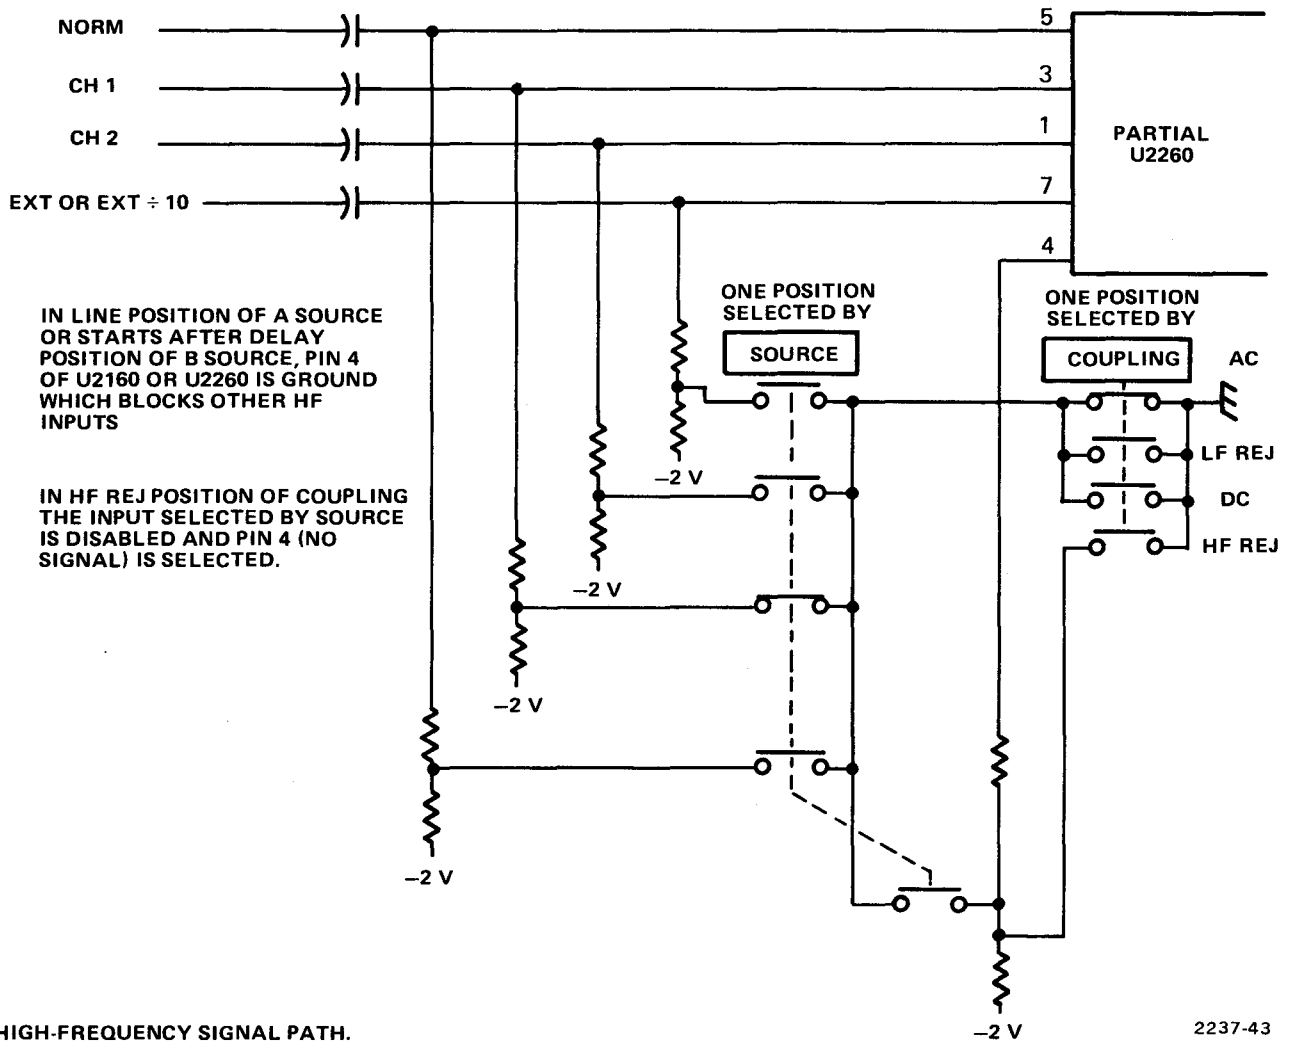 NORM
5
CH 1
3
CH 2
1
PARTIAL
U2260
EXT OR EXT ÷ 10
7
4
IN LINE POSITION OF A SOURCE
OR STARTS AFTER DELAY
POSITION OF B SOURCE, PIN 4
OF U2160 OR U2260 IS GROUND
WHICH BLOCKS OTHER HF
INPUTS
ONE POSITION
SELECTED BY
SOURCE
ONE POSITION
SELECTED BY
COUPLING
AC
LF REJ
DC
HF REJ
IN HF REJ POSITION OF COUPLING
THE INPUT SELECTED BY SOURCE
IS DISABLED AND PIN 4 (NO
SIGNAL) IS SELECTED.
−2 V
−2 V
−2 V
−2 V
−2 V
HIGH-FREQUENCY SIGNAL PATH.
2237-43